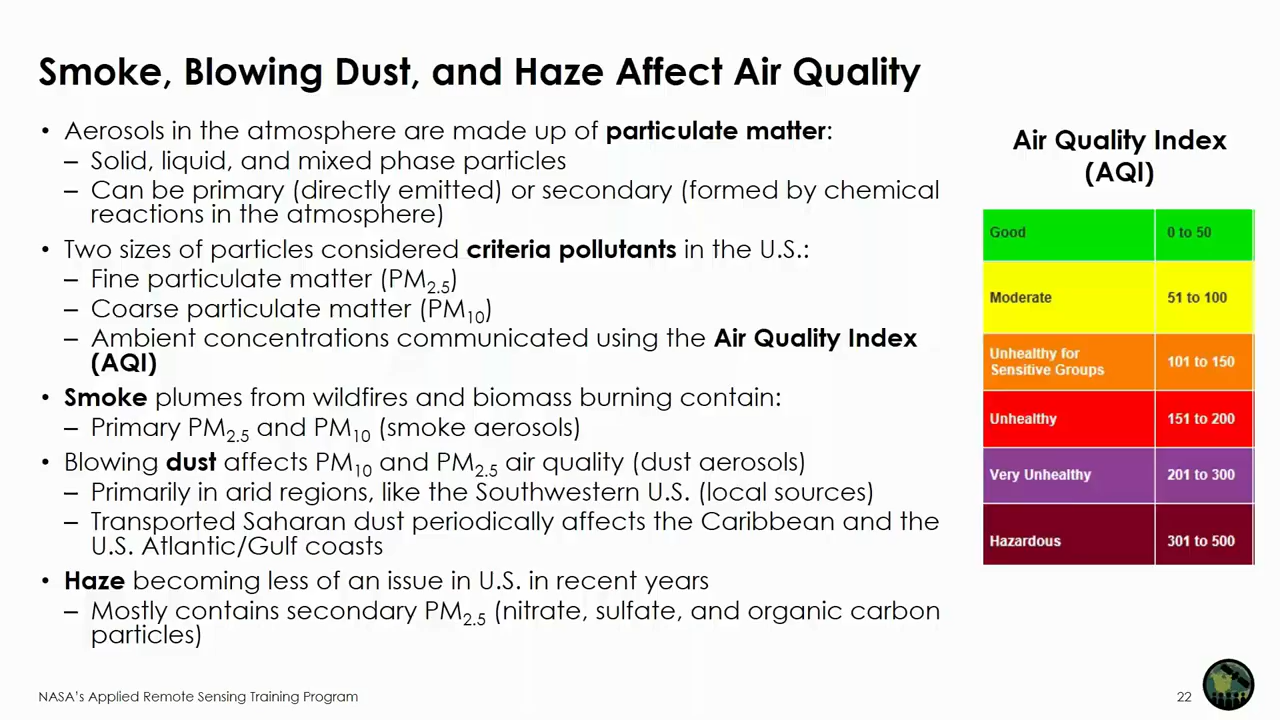 Smoke, Blowing Dust, and Haze Affect Air Quality
• Aerosols in the atmosphere are made up of particulate matter:
– Solid, liquid, and mixed phase particles
– Can be primary (directly emitted) or secondary (formed by chemical
reactions in the atmosphere)
• Two sizes of particles considered criteria pollutants in the U.S.:
– Fine particulate matter (PM2.5)
– Coarse particulate matter (PM10)
– Ambient concentrations communicated using the Air Quality Index
(AQI)
• Smoke plumes from wildfires and biomass burning contain:
– Primary PM2.5 and PM10 (smoke aerosols)
• Blowing dust affects PM10 and PM2.5 air quality (dust aerosols)
– Primarily in arid regions, like the Southwestern U.S. (local sources)
– Transported Saharan dust periodically affects the Caribbean and the
U.S. Atlantic/Gulf coasts
• Haze becoming less of an issue in U.S. in recent years
– Mostly contains secondary PM2.5 (nitrate, sulfate, and organic carbon
particles)
Air Quality Index
(AQI)
Good 0 to 50
Moderate 51 to 100
Unhealthy for
Sensitive Groups 101 to 150
Unhealthy 151 to 200
Very Unhealthy 201 to 300
Hazardous 301 to 500
NASA's Applied Remote Sensing Training Program
22